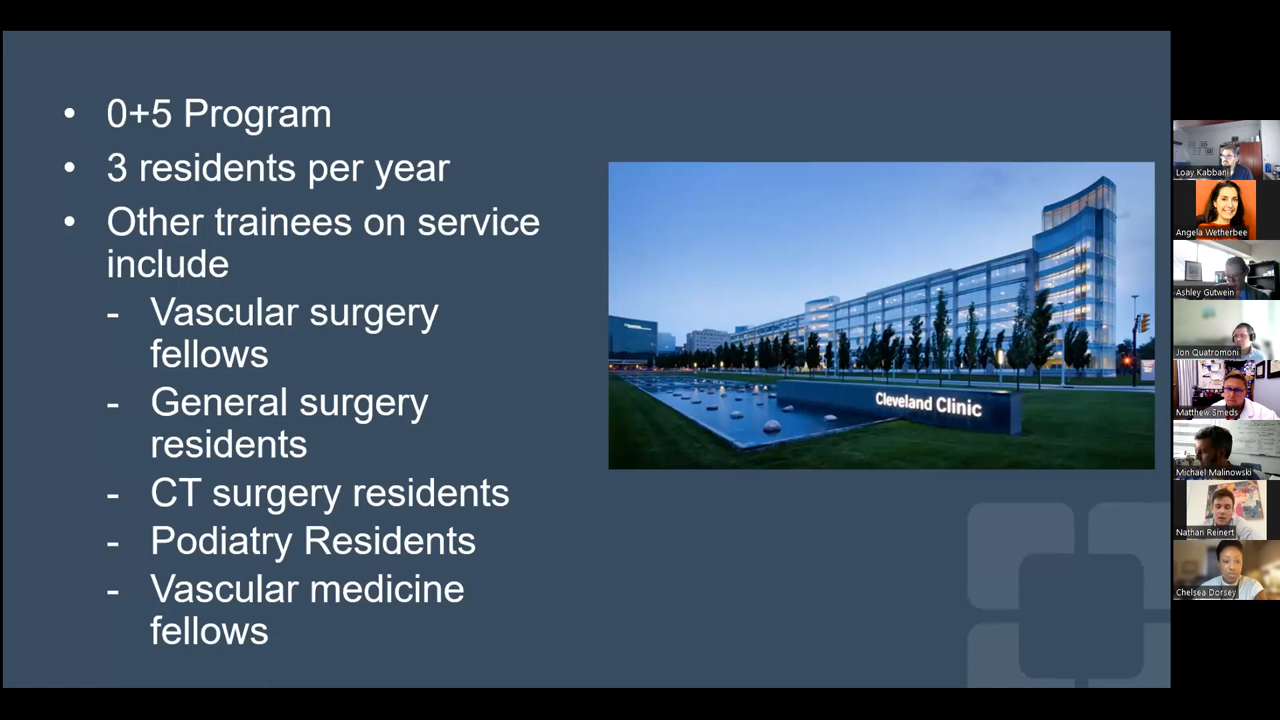 • 0+5 Program
• 3 residents per year
• Other trainees on service
include
- Vascular surgery
fellows
- General surgery
residents
- CT surgery residents
- Podiatry Residents
- Vascular medicine
fellows
Cleveland Clinic
Loay Kabbani
Angela Wetherbee
Ashley Gutwein
Jon Quatromoni
Matthew Smeds
Michael Malinowski
Nathan Reinert
Chelsea Dorsey